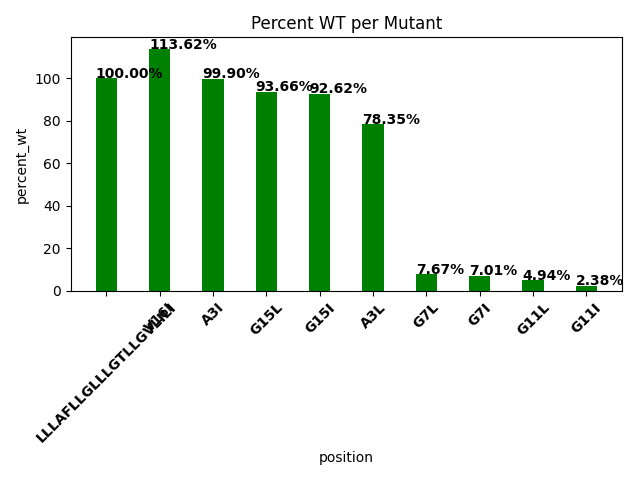 Percent WT per Mutant
percent_wt
100
80
60
40
20
0
100.00%
113.62%
99.90%
93.66%
92.62%
78.35%
7.67%
7.01%
4.94%
2.38%
V16I
A3I
G15L
G15I
A3L
G7L
G7I
G11L
G11I
position